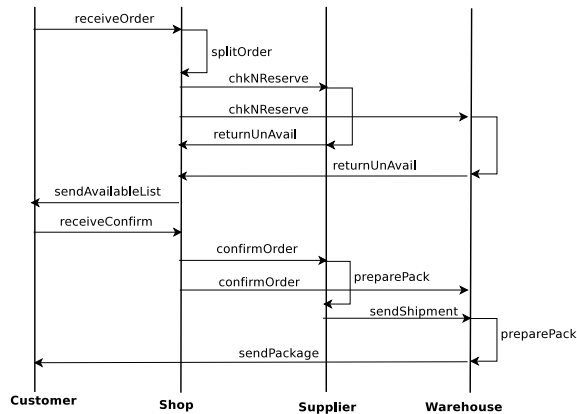 receiveOrder
splitOrder
chkNReserve
chkNReserve
returnUnAvail
returnUnAvail
sendAvailableList
receiveConfirm
confirmOrder
preparePack
confirmOrder
sendShipment
preparePack
sendPackage
Customer
Shop
Supplier
Warehouse